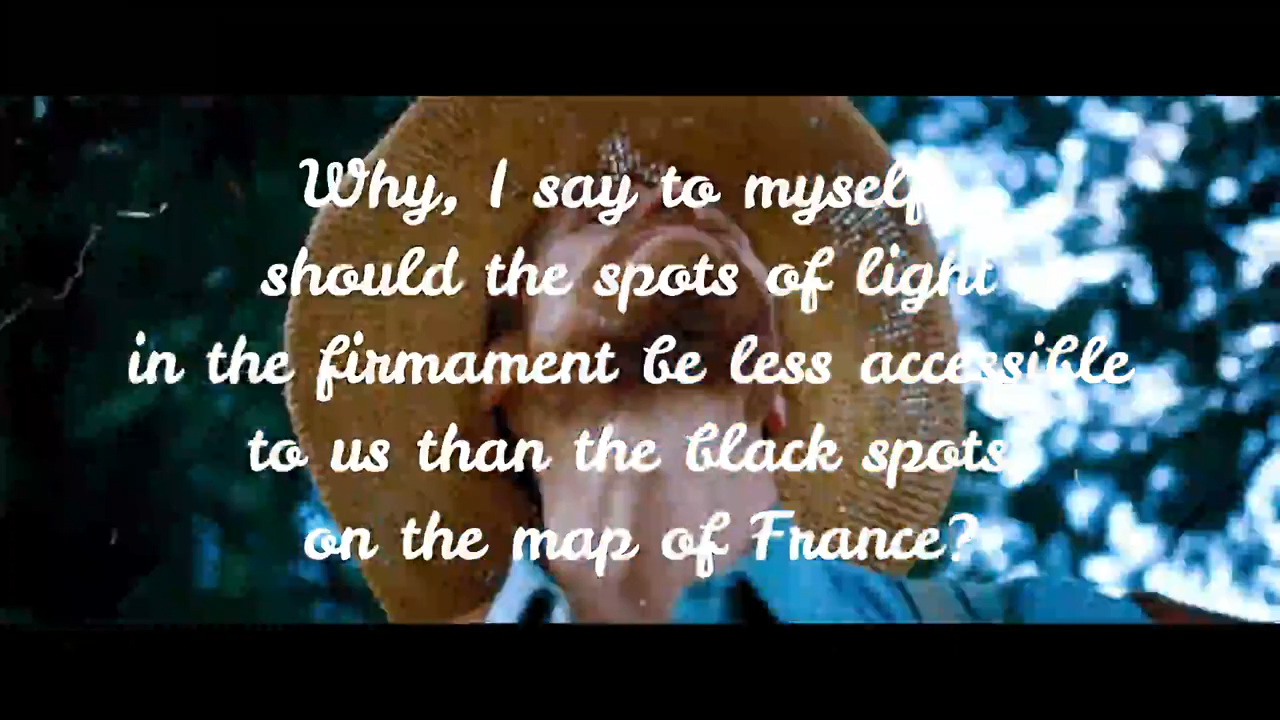 Why, I say to myself,
should the spots of light
in the firmament be less accessible
to us than the black spots
on the map of France?